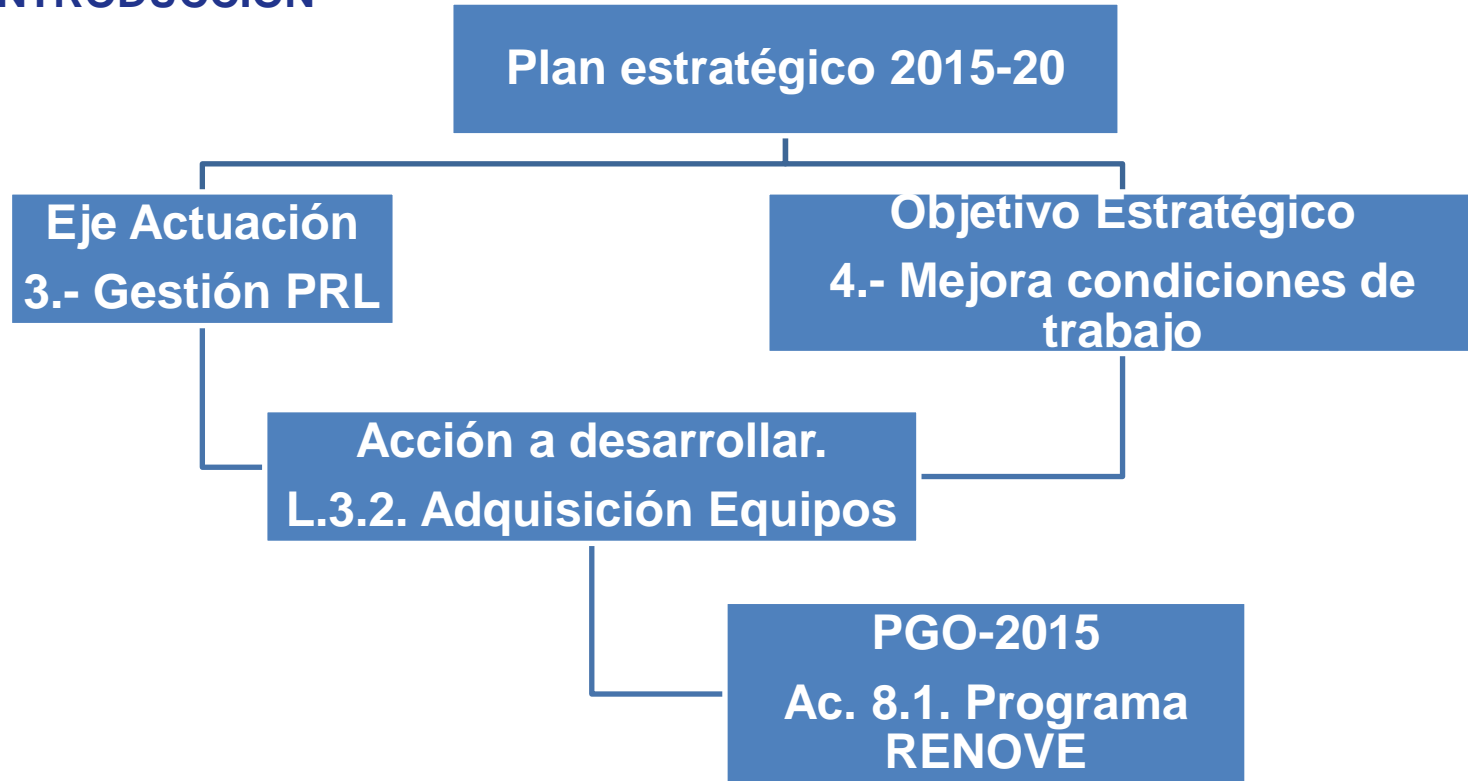 NTRODUCCIÓN
Plan estratégico 2015-20
Eje Actuación
3.- Gestión PRL
Objetivo Estratégico
4.- Mejora condiciones de
trabajo
Acción a desarrollar.
L.3.2. Adquisición Equipos
PGO-2015
Ac. 8.1. Programa
RENOVE